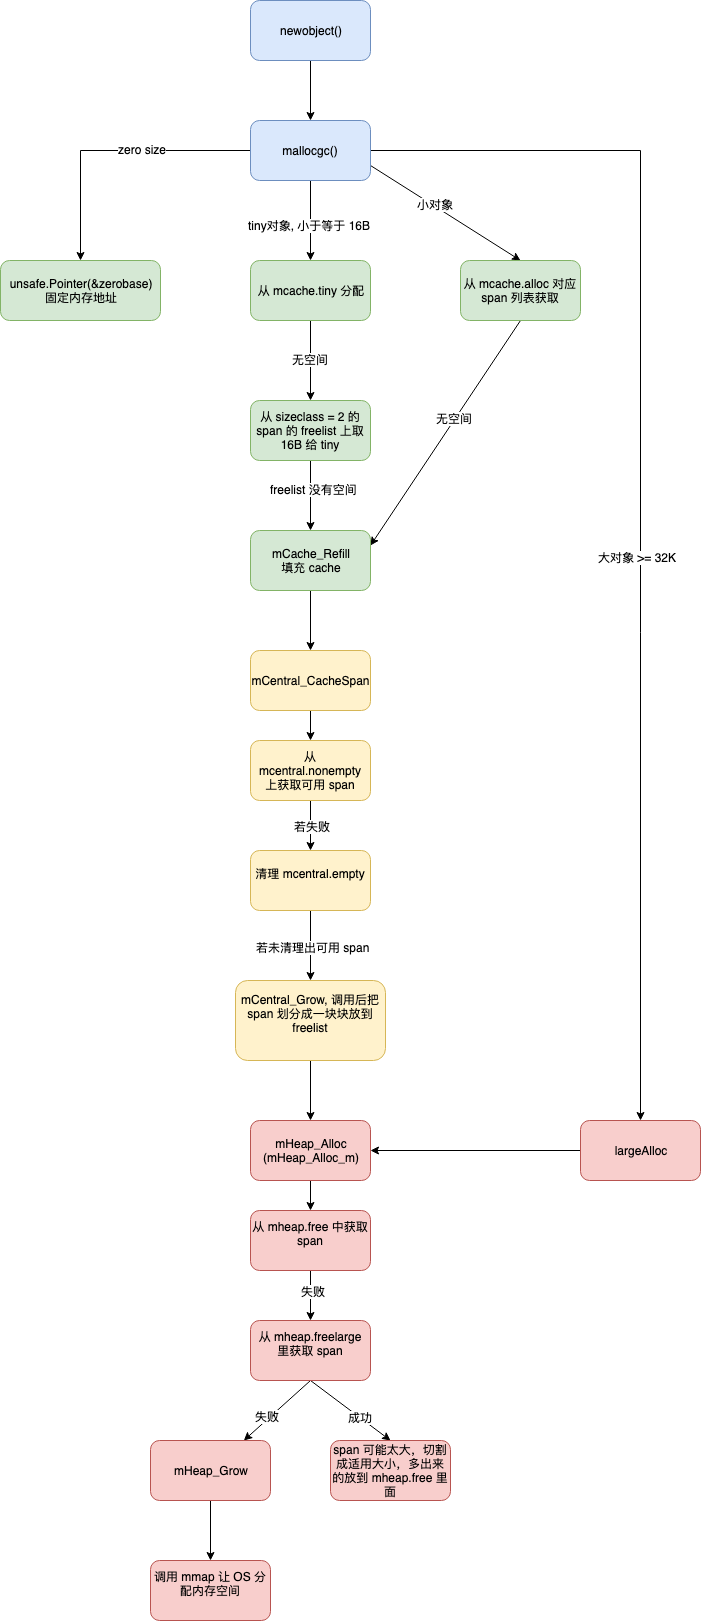 newobject()
mallocgc()
zero size
小对象
tiny对象, 小于等于 16B
unsafe.Pointer(&zerobase)
固定内存地址
从 mcache.tiny 分配
从 mcache.alloc 对应
span 列表获取
无空间
从 sizeclass = 2 的
span 的 freelist 上取
16B 给 tiny
无空间
freelist 没有空间
mCache_Refill
填充 cache
大对象 >= 32K
mCentral_CacheSpan
从
mcentral.nonempty
上获取可用 span
若失败
清理 mcentral.empty
若未清理出可用 span
mCentral_Grow, 调用后把
span 划分成一块块放到
freelist
mHeap_Alloc
(mHeap_Alloc_m)
largeAlloc
从 mheap.free 中获取
span
失败
从 mheap.freelarge
里获取 span
失败
成功
mHeap_Grow
span 可能太大，切割
成适用大小，多出来
的放到 mheap.free 里
面
调用 mmap 让 OS 分
配内存空间